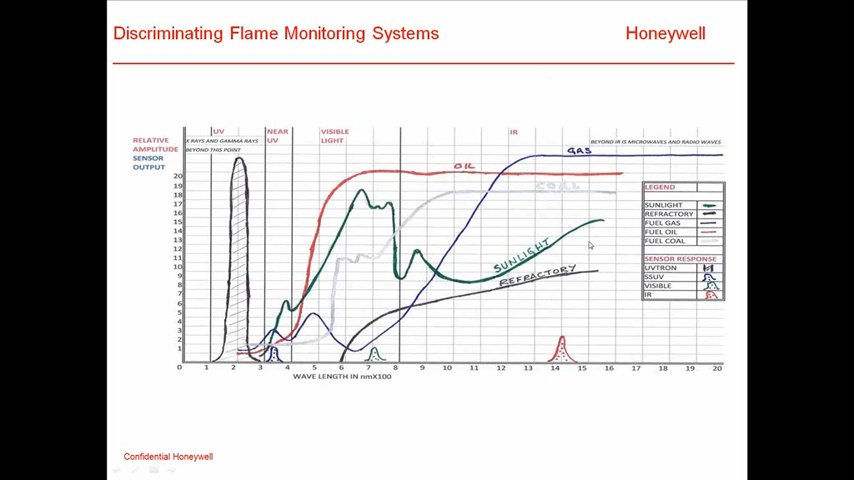 Discriminating Flame Monitoring Systems
Honeywell
UV
NEAR UV
VISIBLE LIGHT
IR
X RAYS AND GAMMA RAYS BEYOND THIS POINT
BEYOND IR IS MICROWAVES AND RADIO WAVES
RELATIVE
AMPLITUDE
SENSOR
OUTPUT
20
19
18
17
16
15
14
13
12
11
10
9
8
7
6
5
4
3
2
1
0
GAS
OIL
COAL
SUNLIGHT
REFRACTORY
LEGEND
SUNLIGHT
REFRACTORY
FUEL GAS
FUEL OIL
FUEL COAL
SENSOR RESPONSE
UVTRON
SSUV
VISIBLE
IR
0 1 2 3 4 5 6 7 8 9 10 11 12 13 14 15 16 17 18 19 20
WAVE LENGTH IN nmX100
Confidential Honeywell